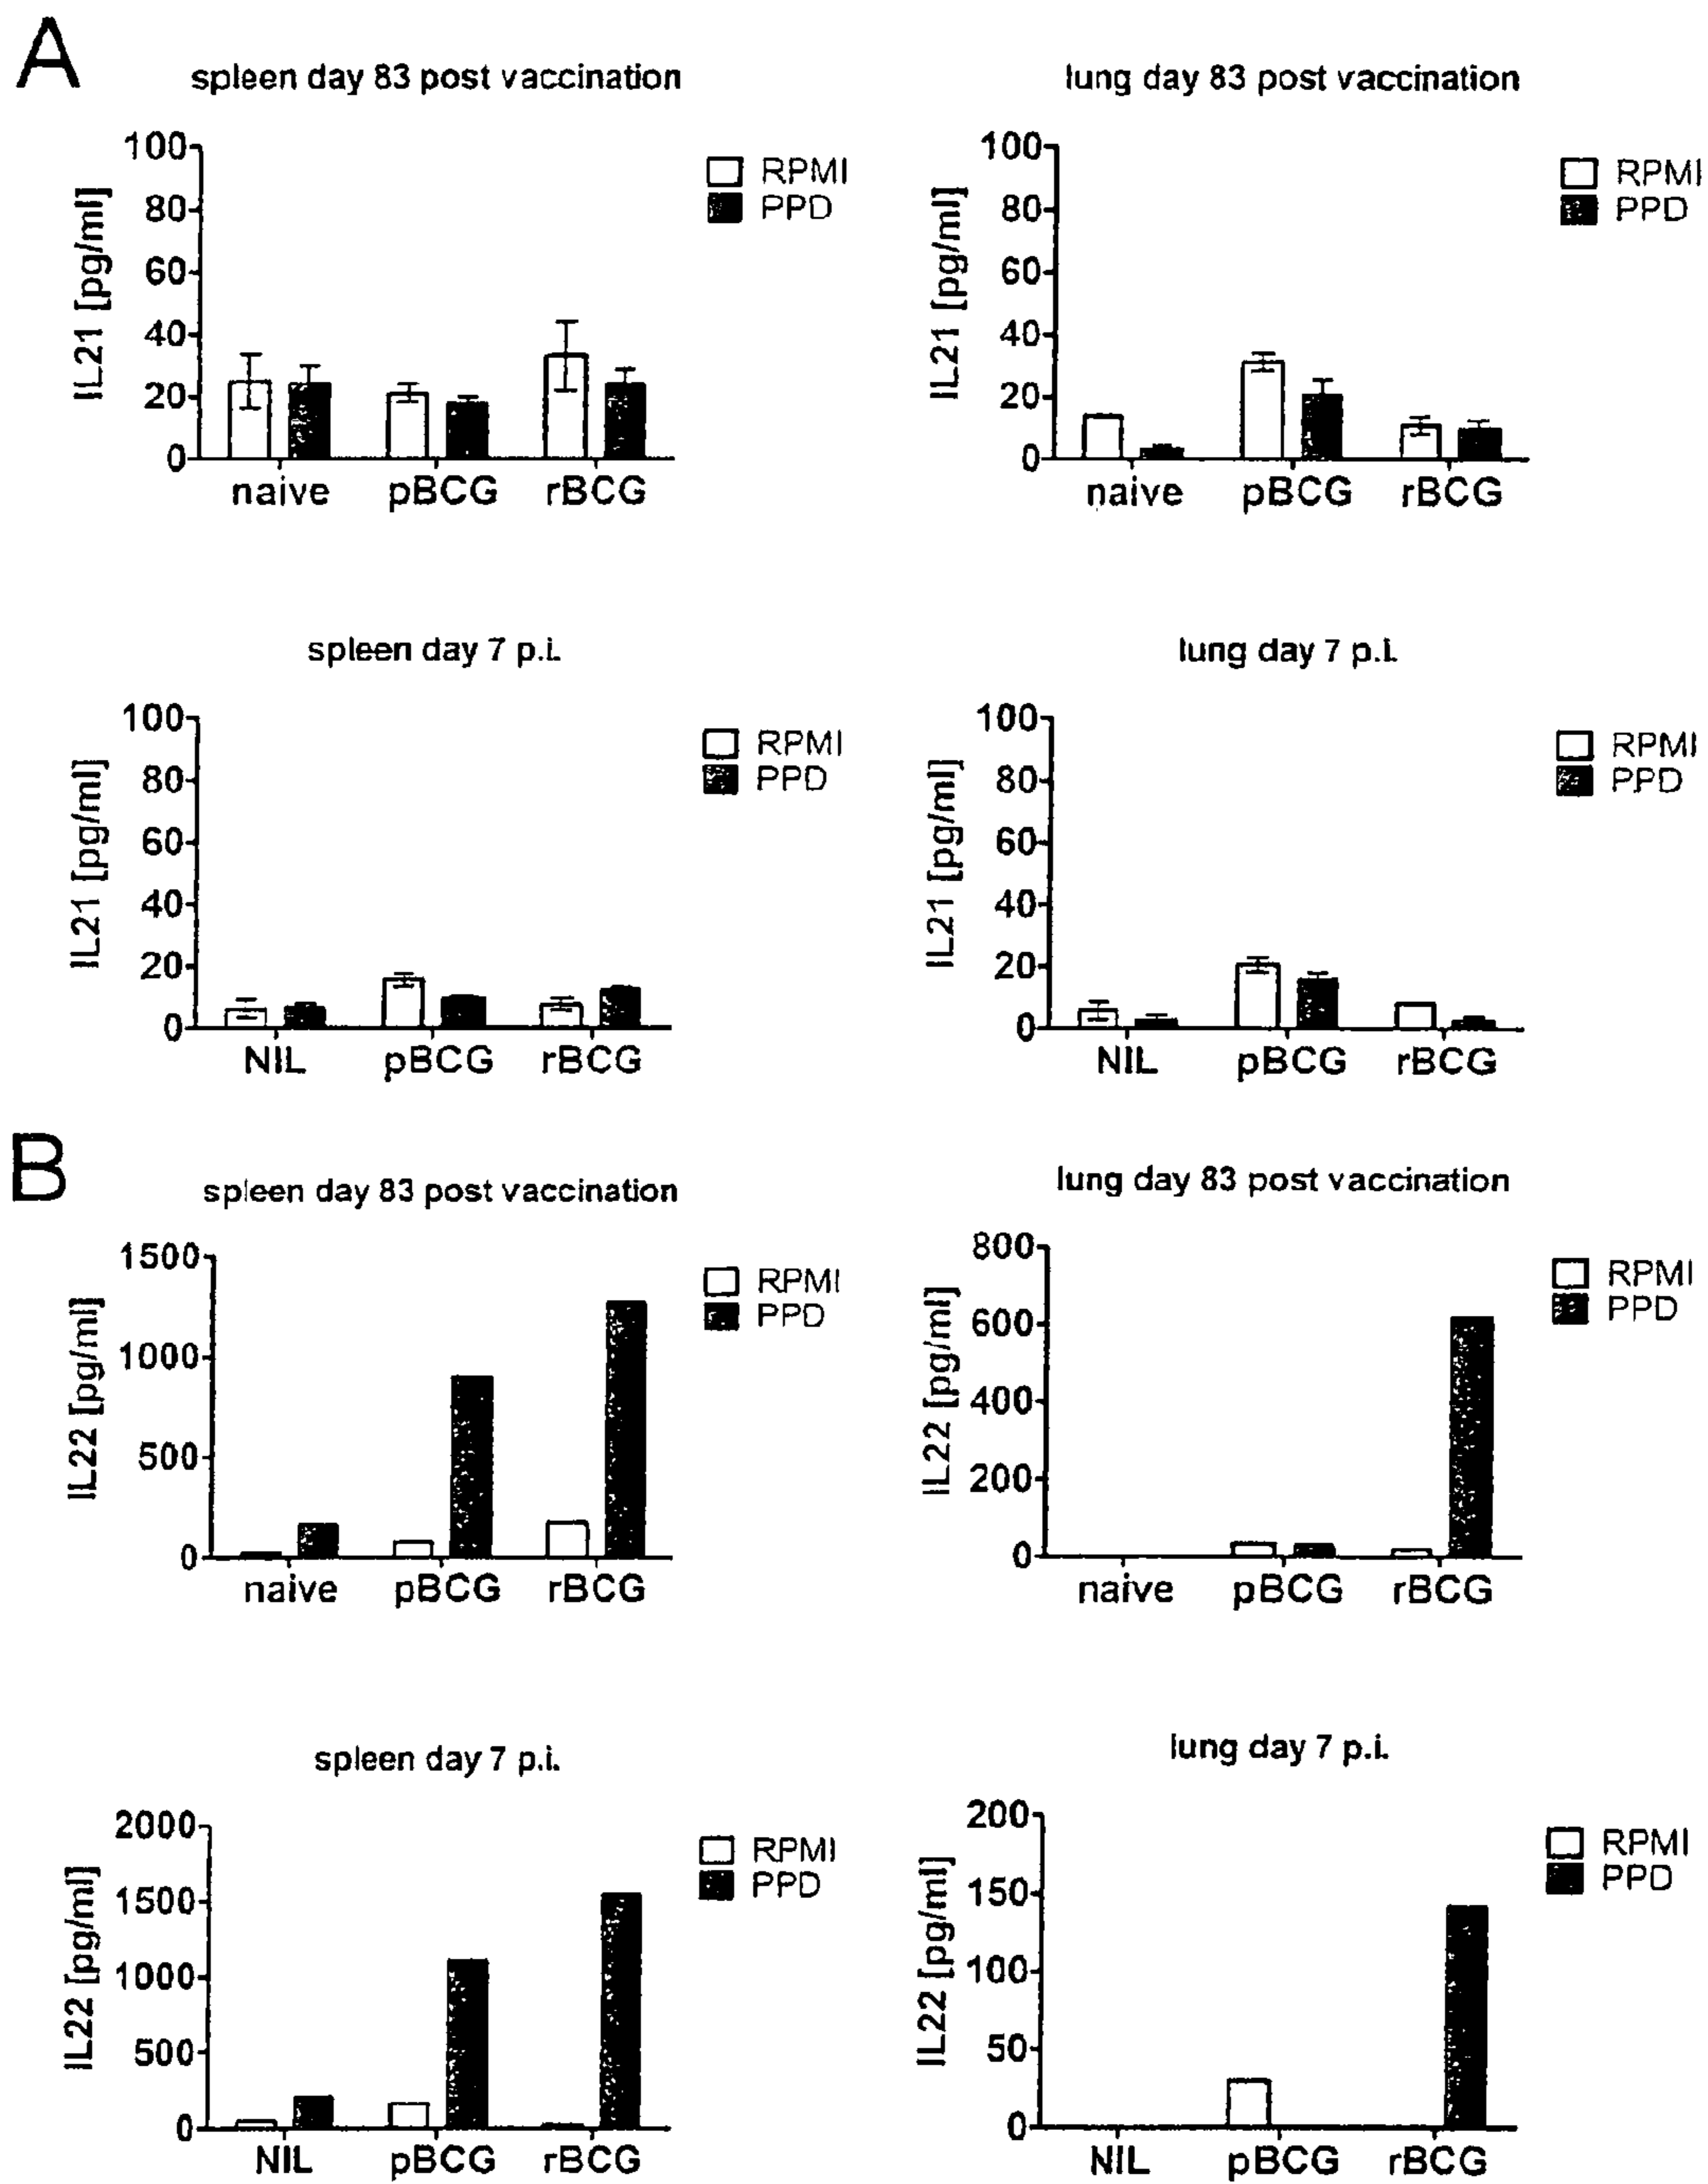 A
spleen day 83 post vaccination
100
80
60
40
20
0
IL21 [pg/ml]
naive pBCG rBCG
RPMI
PPD
lung day 83 post vaccination
100
80
60
40
20
0
IL21 [pg/ml]
naive pBCG rBCG
RPMI
PPD
spleen day 7 p.i.
100
80
60
40
20
0
IL21 [pg/ml]
NIL pBCG rBCG
RPMI
PPD
lung day 7 p.i.
100
80
60
40
20
0
IL21 [pg/ml]
NIL pBCG rBCG
RPMI
PPD
B
spleen day 83 post vaccination
1500
1000
500
0
IL22 [pg/ml]
naive pBCG rBCG
RPMI
PPD
lung day 83 post vaccination
800
600
400
200
0
IL22 [pg/ml]
naive pBCG rBCG
RPMI
PPD
spleen day 7 p.i.
2000
1500
1000
500
0
IL22 [pg/ml]
NIL pBCG rBCG
RPMI
PPD
lung day 7 p.i.
200
150
100
50
0
IL22 [pg/ml]
NIL pBCG rBCG
RPMI
PPD